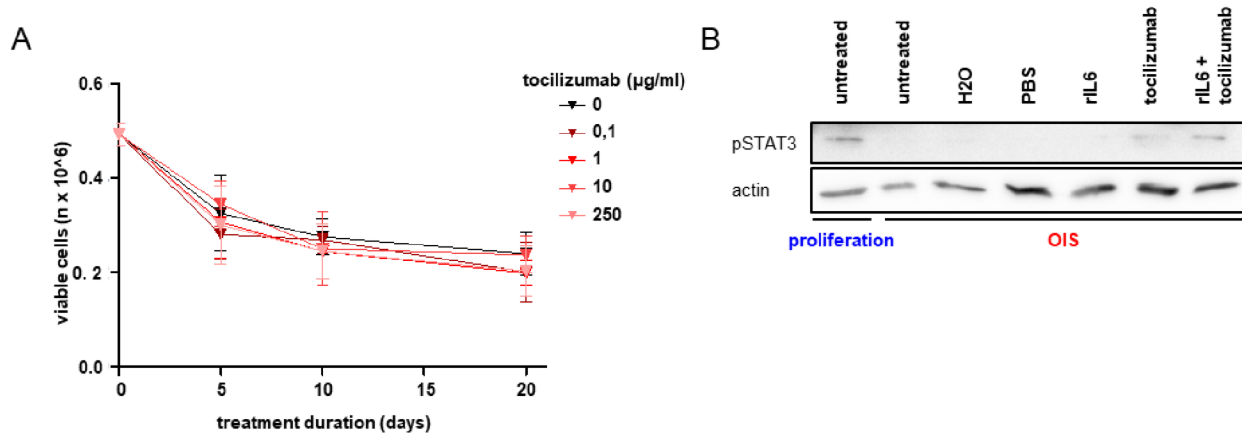 A
viable cells (n x 10^6)
0.6
0.4
0.2
0.0
0
5
10
15
20
treatment duration (days)
tocilizumab (µg/ml)
0
0,1
1
10
250
B
untreated
untreated
H2O
PBS
rIL6
tocilizumab
rIL6 +
tocilizumab
pSTAT3
actin
proliferation
OIS